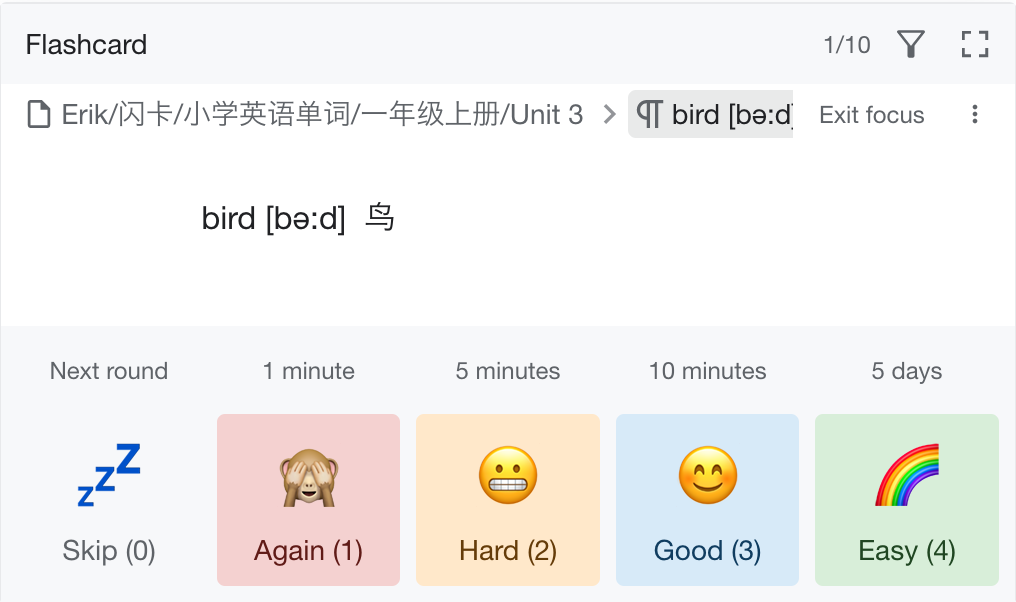 Flashcard 1/10
Erik/闪卡/小学英语单词/一年级上册/Unit 3 > ¶ bird [bə:d] Exit focus
bird [bə:d] 鸟
Next round 1 minute 5 minutes 10 minutes 5 days
Skip (0) Again (1) Hard (2) Good (3) Easy (4)